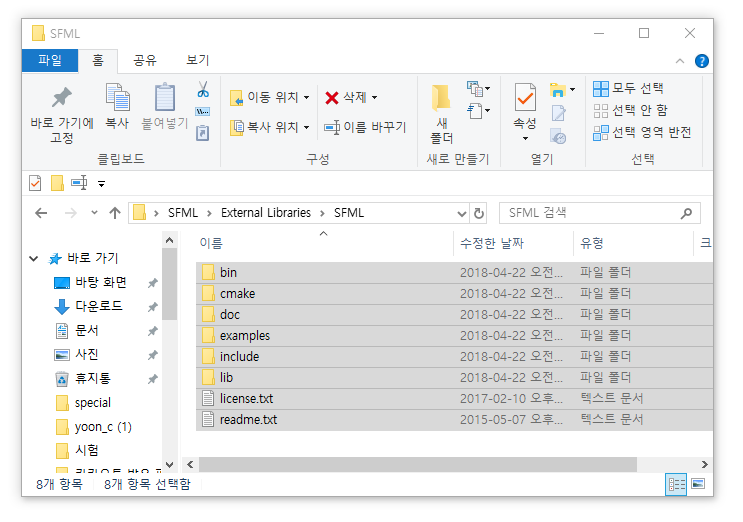 SFML
파일 홈 공유 보기
바로 가기에 고정
복사
붙여넣기
클립보드
이동 위치
복사 위치
삭제
이름 바꾸기
구성
새 폴더
새로 만들기
속성
열기
모두 선택
선택 안 함
선택 영역 반전
선택
SFML > External Libraries > SFML
SFML 검색
바로 가기
바탕 화면
다운로드
문서
사진
휴지통
special
yoon_c (1)
시험
이름 수정한 날짜 유형 크
bin 2018-04-22 오전... 파일 폴더
cmake 2018-04-22 오전... 파일 폴더
doc 2018-04-22 오전... 파일 폴더
examples 2018-04-22 오전... 파일 폴더
include 2018-04-22 오전... 파일 폴더
lib 2018-04-22 오전... 파일 폴더
license.txt 2017-02-10 오후... 텍스트 문서
readme.txt 2015-05-07 오후... 텍스트 문서
8개 항목 8개 항목 선택함